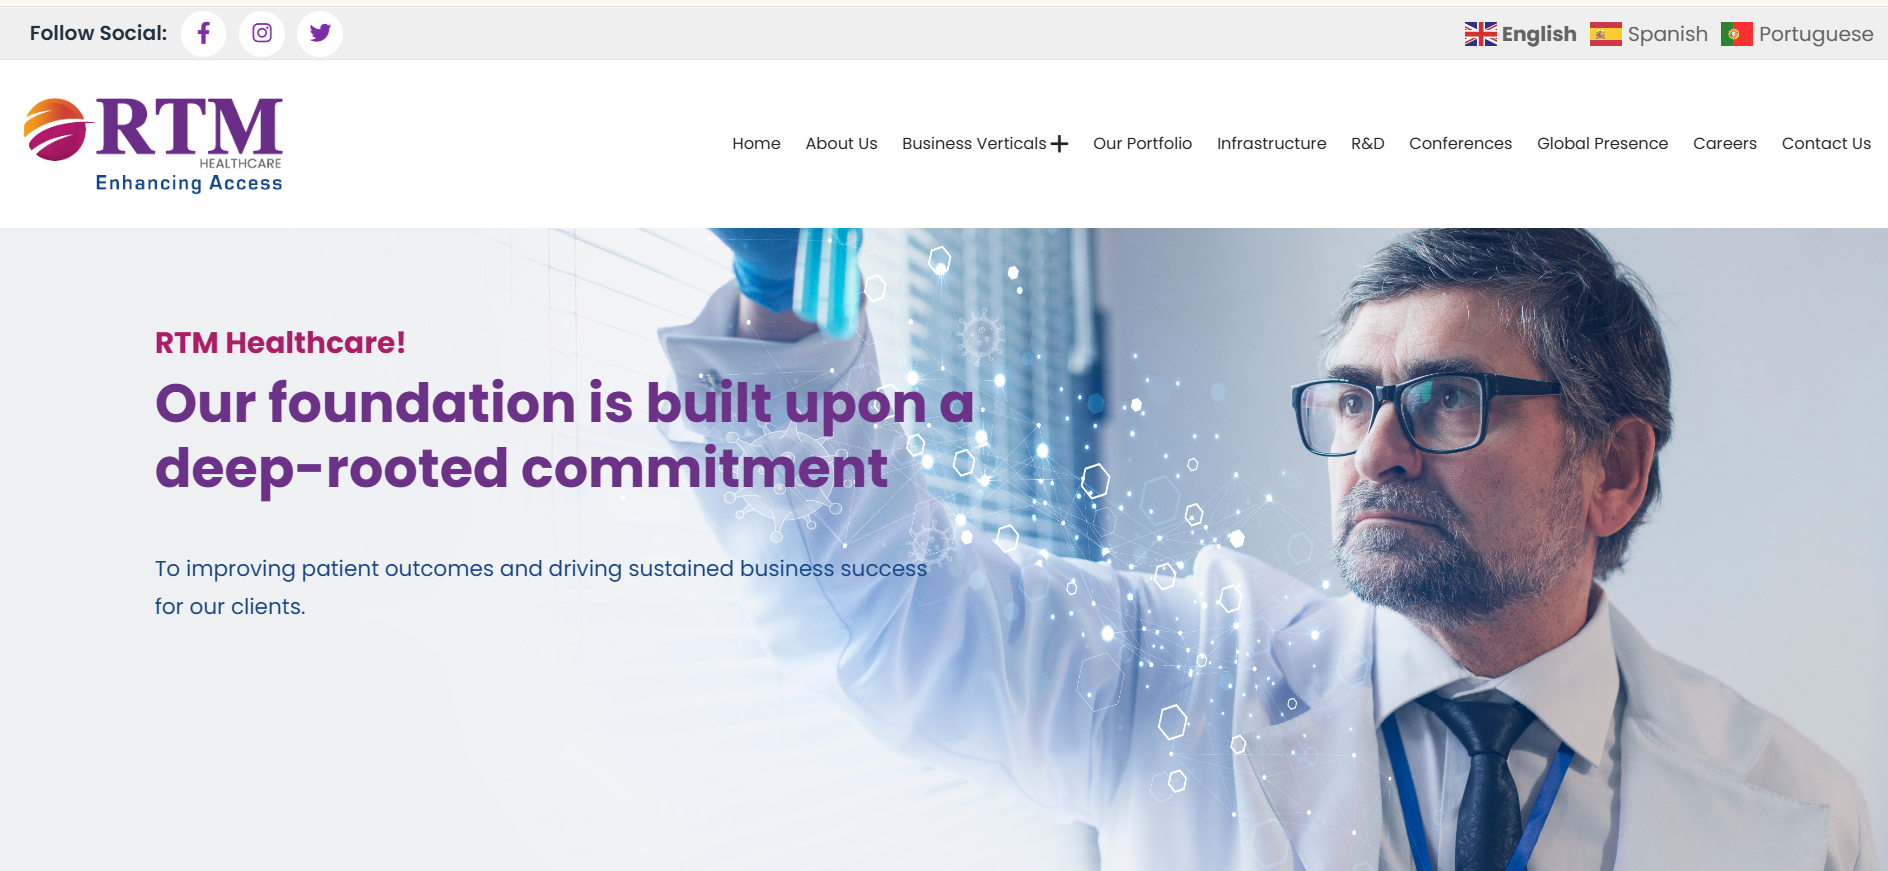 Follow Social:
English Spanish Portuguese
RTM
HEALTHCARE
Enhancing Access
Home About Us Business Verticals Our Portfolio Infrastructure R&D Conferences Global Presence Careers Contact Us
RTM Healthcare!
Our foundation is built upon a
deep-rooted commitment
To improving patient outcomes and driving sustained business success
for our clients.